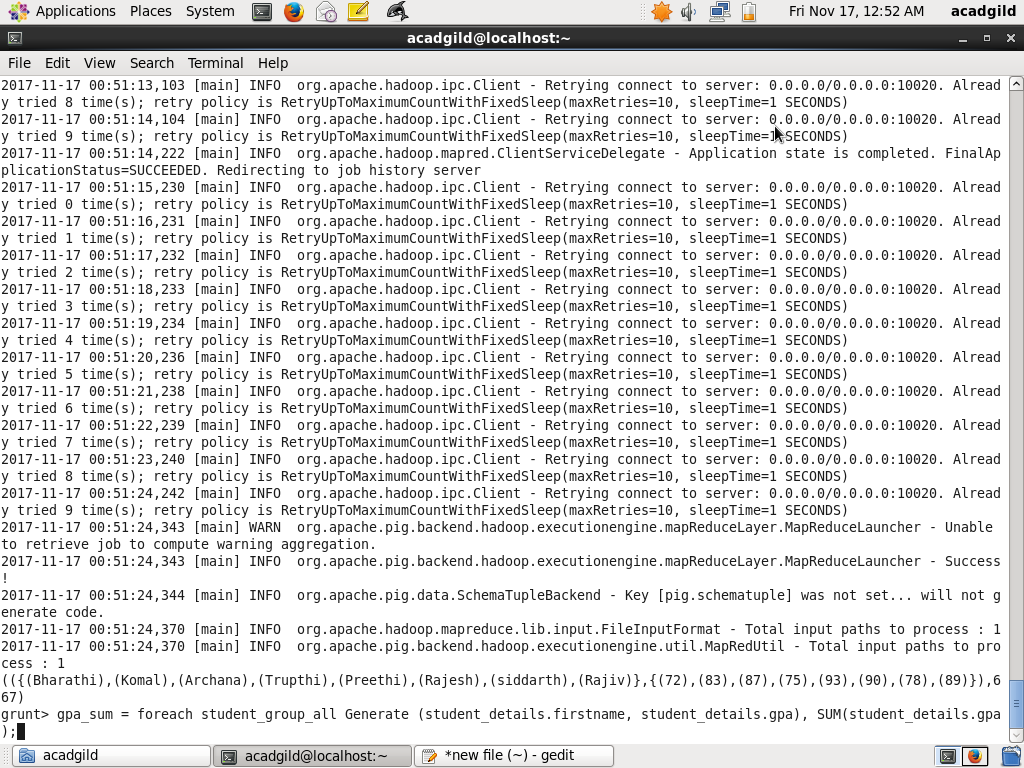 Applications Places System Fri Nov 17, 12:52 AM acadgild
acadgild@localhost:~
File Edit View Search Terminal Help
2017-11-17 00:51:13,103 [main] INFO  org.apache.hadoop.ipc.Client - Retrying connect to server: 0.0.0.0/0.0.0.0:10020. Alread
y tried 8 time(s); retry policy is RetryUpToMaximumCountWithFixedSleep(maxRetries=10, sleepTime=1 SECONDS)
2017-11-17 00:51:14,104 [main] INFO  org.apache.hadoop.ipc.Client - Retrying connect to server: 0.0.0.0/0.0.0.0:10020. Alread
y tried 9 time(s); retry policy is RetryUpToMaximumCountWithFixedSleep(maxRetries=10, sleepTime=1 SECONDS)
2017-11-17 00:51:14,222 [main] INFO  org.apache.hadoop.mapred.ClientServiceDelegate - Application state is completed. FinalAp
plicationStatus=SUCCEEDED. Redirecting to job history server
2017-11-17 00:51:15,230 [main] INFO  org.apache.hadoop.ipc.Client - Retrying connect to server: 0.0.0.0/0.0.0.0:10020. Alread
y tried 0 time(s); retry policy is RetryUpToMaximumCountWithFixedSleep(maxRetries=10, sleepTime=1 SECONDS)
2017-11-17 00:51:16,231 [main] INFO  org.apache.hadoop.ipc.Client - Retrying connect to server: 0.0.0.0/0.0.0.0:10020. Alread
y tried 1 time(s); retry policy is RetryUpToMaximumCountWithFixedSleep(maxRetries=10, sleepTime=1 SECONDS)
2017-11-17 00:51:17,232 [main] INFO  org.apache.hadoop.ipc.Client - Retrying connect to server: 0.0.0.0/0.0.0.0:10020. Alread
y tried 2 time(s); retry policy is RetryUpToMaximumCountWithFixedSleep(maxRetries=10, sleepTime=1 SECONDS)
2017-11-17 00:51:18,233 [main] INFO  org.apache.hadoop.ipc.Client - Retrying connect to server: 0.0.0.0/0.0.0.0:10020. Alread
y tried 3 time(s); retry policy is RetryUpToMaximumCountWithFixedSleep(maxRetries=10, sleepTime=1 SECONDS)
2017-11-17 00:51:19,234 [main] INFO  org.apache.hadoop.ipc.Client - Retrying connect to server: 0.0.0.0/0.0.0.0:10020. Alread
y tried 4 time(s); retry policy is RetryUpToMaximumCountWithFixedSleep(maxRetries=10, sleepTime=1 SECONDS)
2017-11-17 00:51:20,236 [main] INFO  org.apache.hadoop.ipc.Client - Retrying connect to server: 0.0.0.0/0.0.0.0:10020. Alread
y tried 5 time(s); retry policy is RetryUpToMaximumCountWithFixedSleep(maxRetries=10, sleepTime=1 SECONDS)
2017-11-17 00:51:21,238 [main] INFO  org.apache.hadoop.ipc.Client - Retrying connect to server: 0.0.0.0/0.0.0.0:10020. Alread
y tried 6 time(s); retry policy is RetryUpToMaximumCountWithFixedSleep(maxRetries=10, sleepTime=1 SECONDS)
2017-11-17 00:51:22,239 [main] INFO  org.apache.hadoop.ipc.Client - Retrying connect to server: 0.0.0.0/0.0.0.0:10020. Alread
y tried 7 time(s); retry policy is RetryUpToMaximumCountWithFixedSleep(maxRetries=10, sleepTime=1 SECONDS)
2017-11-17 00:51:23,240 [main] INFO  org.apache.hadoop.ipc.Client - Retrying connect to server: 0.0.0.0/0.0.0.0:10020. Alread
y tried 8 time(s); retry policy is RetryUpToMaximumCountWithFixedSleep(maxRetries=10, sleepTime=1 SECONDS)
2017-11-17 00:51:24,242 [main] INFO  org.apache.hadoop.ipc.Client - Retrying connect to server: 0.0.0.0/0.0.0.0:10020. Alread
y tried 9 time(s); retry policy is RetryUpToMaximumCountWithFixedSleep(maxRetries=10, sleepTime=1 SECONDS)
2017-11-17 00:51:24,343 [main] WARN  org.apache.pig.backend.hadoop.executionengine.mapReduceLayer.MapReduceLauncher - Unable
to retrieve job to compute warning aggregation.
2017-11-17 00:51:24,343 [main] INFO  org.apache.pig.backend.hadoop.executionengine.mapReduceLayer.MapReduceLauncher - Success
!
2017-11-17 00:51:24,344 [main] INFO  org.apache.pig.data.SchemaTupleBackend - Key [pig.schematuple] was not set... will not g
enerate code.
2017-11-17 00:51:24,370 [main] INFO  org.apache.hadoop.mapreduce.lib.input.FileInputFormat - Total input paths to process : 1
2017-11-17 00:51:24,370 [main] INFO  org.apache.pig.backend.hadoop.executionengine.util.MapRedUtil - Total input paths to pro
cess : 1
(({(Bharathi),(Komal),(Archana),(Trupthi),(Preethi),(Rajesh),(siddarth),(Rajiv)},{(72),(83),(87),(75),(93),(90),(78),(89)}),6
67)
grunt> gpa_sum = foreach student_group_all Generate (student_details.firstname, student_details.gpa), SUM(student_details.gpa
);
acadgild acadgild@localhost:~ *new file (~) - gedit